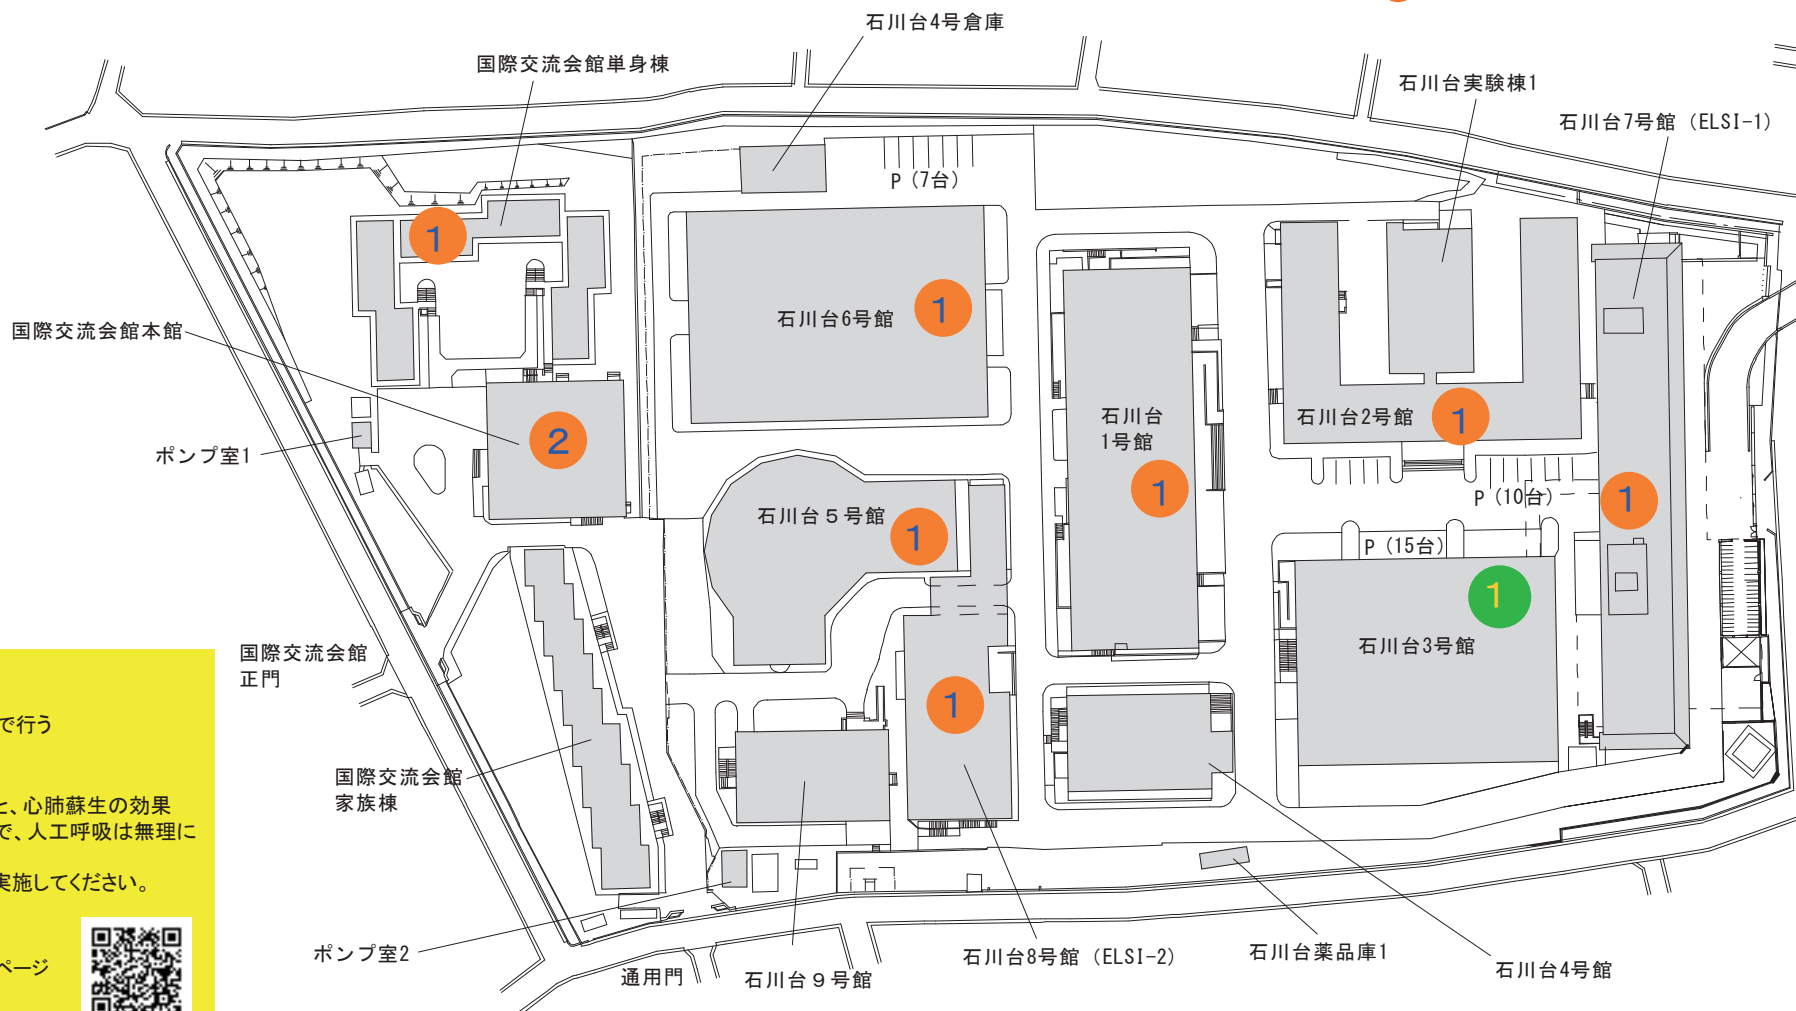 石川台4号倉庫
国際交流会館単身棟
石川台実験棟1
石川台7号館 (ELSI-1)
P (7台)
1
国際交流会館本館
石川台6号館
1
石川台
1号館
1
石川台2号館
1
ポンプ室1
2
石川台５号館
1
P (10台)
1
P (15台)
1
石川台3号館
国際交流会館
正門
1
国際交流会館
家族棟
で行う
と、心肺蘇生の効果
で、人工呼吸は無理に
実施してください。
ページ
ポンプ室2
通用門
石川台９号館
石川台8号館 (ELSI-2)
石川台薬品庫1
石川台4号館